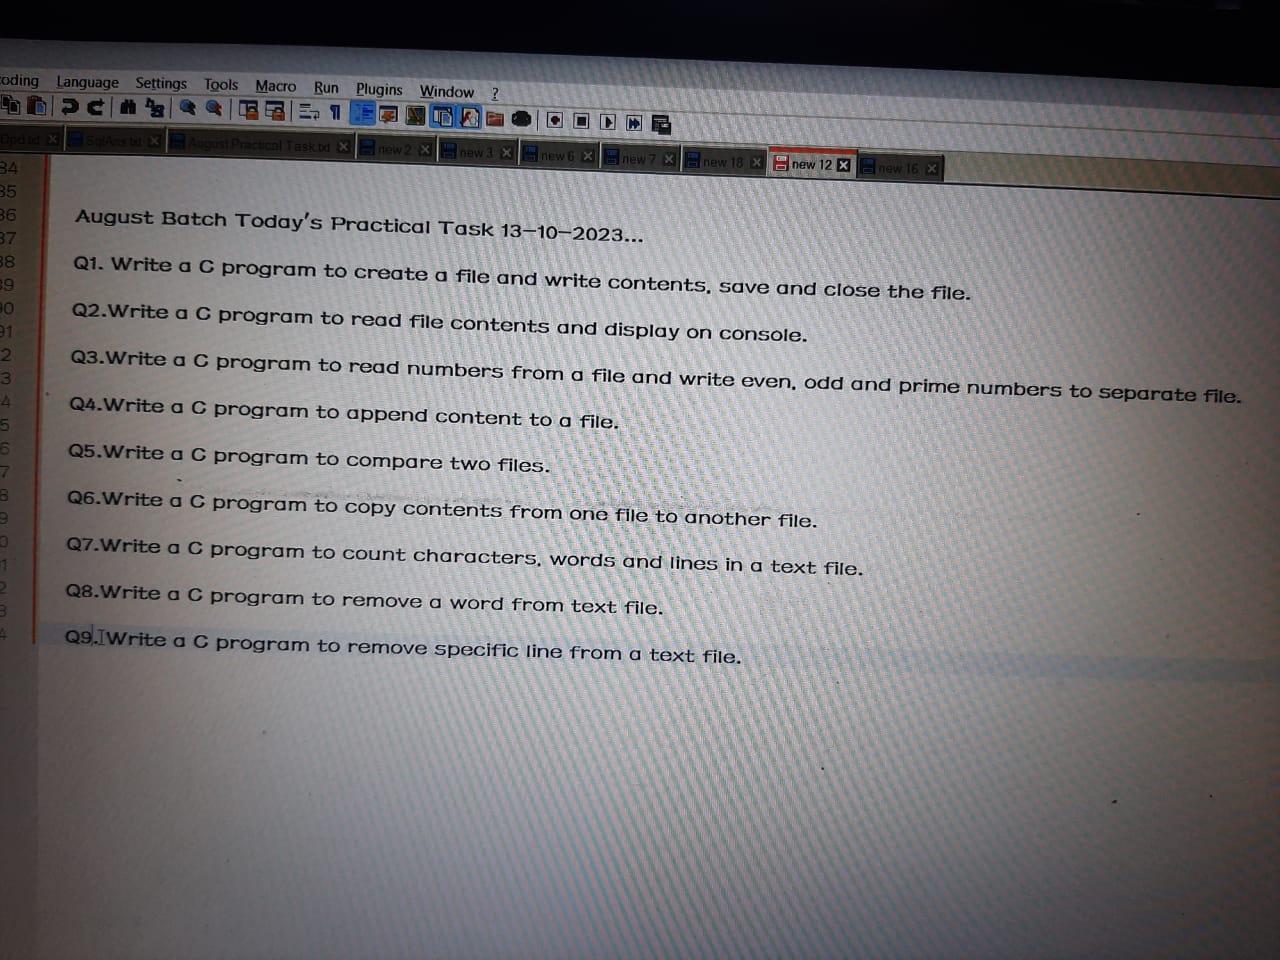 oding Language Settings Tools Macro Run Plugins Window ?
SqlAns.txt August Practical Task.txt new 2 new 3 new 6 new 7 new 18 new 12 new 16
34
35
36
August Batch Today's Practical Task 13-10-2023...
37
38
Q1. Write a C program to create a file and write contents, save and close the file.
39
90
Q2.Write a C program to read file contents and display on console.
91
2
Q3.Write a C program to read numbers from a file and write even, odd and prime numbers to separate file.
3
4
Q4.Write a C program to append content to a file.
5
6
Q5.Write a C program to compare two files.
7
8
Q6.Write a C program to copy contents from one file to another file.
9
0
Q7.Write a C program to count characters, words and lines in a text file.
1
2
Q8.Write a C program to remove a word from text file.
3
4
Q9.Write a C program to remove specific line from a text file.